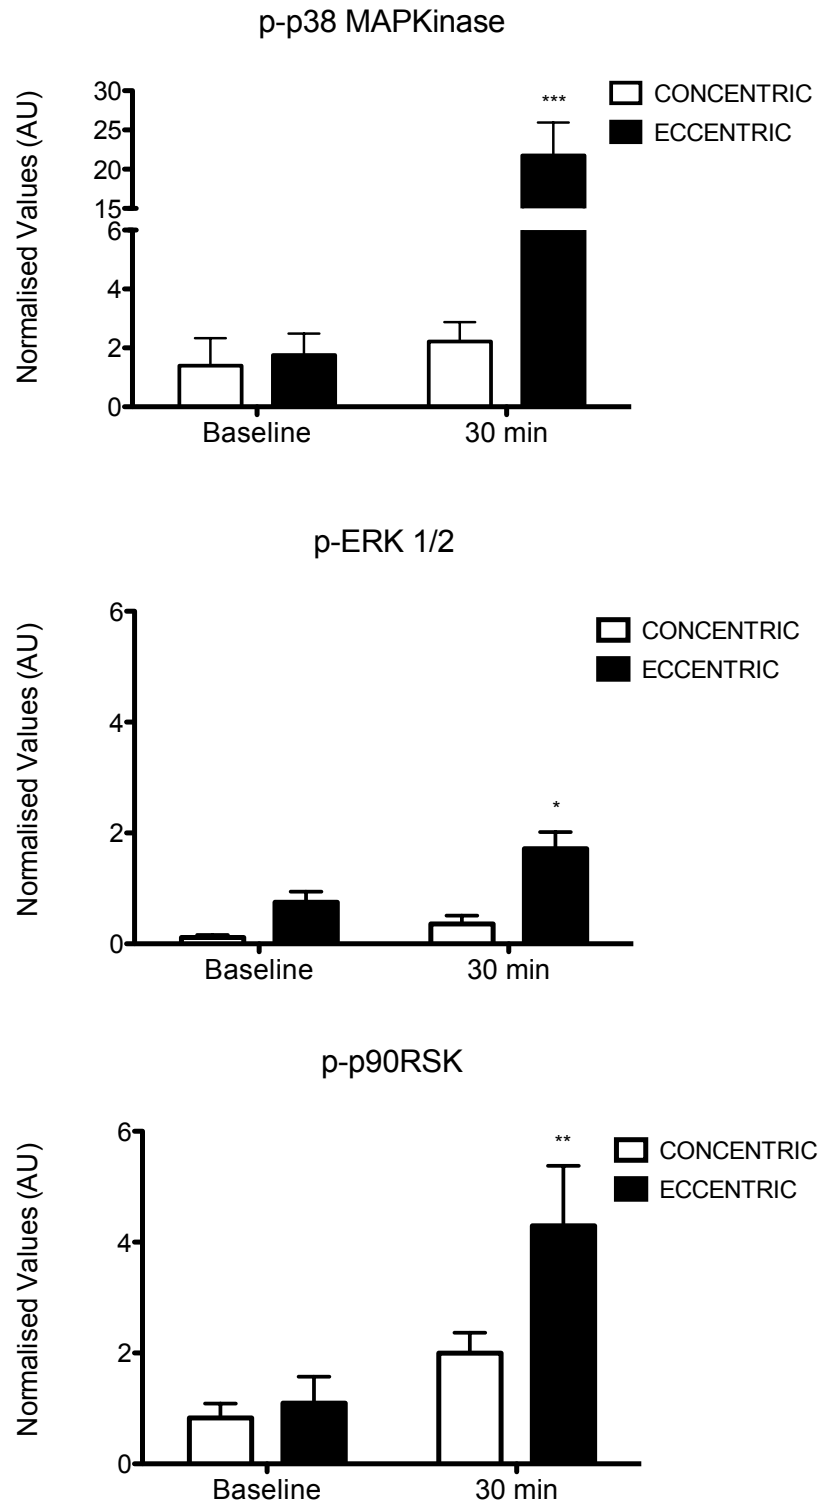 p-p38 MAPKinase
Normalised Values (AU)
30
25
20
15
6
4
2
0
***
CONCENTRIC
ECCENTRIC
Baseline
30 min
p-ERK 1/2
Normalised Values (AU)
6
4
2
0
*
CONCENTRIC
ECCENTRIC
Baseline
30 min
p-p90RSK
Normalised Values (AU)
6
4
2
0
**
CONCENTRIC
ECCENTRIC
Baseline
30 min